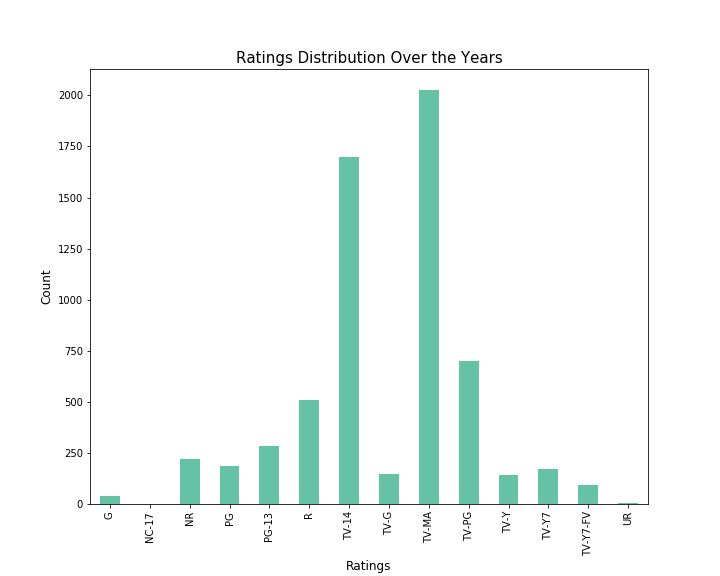 Ratings Distribution Over the Years
2000
1750
1500
1250
1000
750
500
250
0
Count
G
NC-17
NR
PG
PG-13
R
TV-14
TV-G
TV-MA
TV-PG
TV-Y
TV-Y7
TV-Y7-FV
UR
Ratings